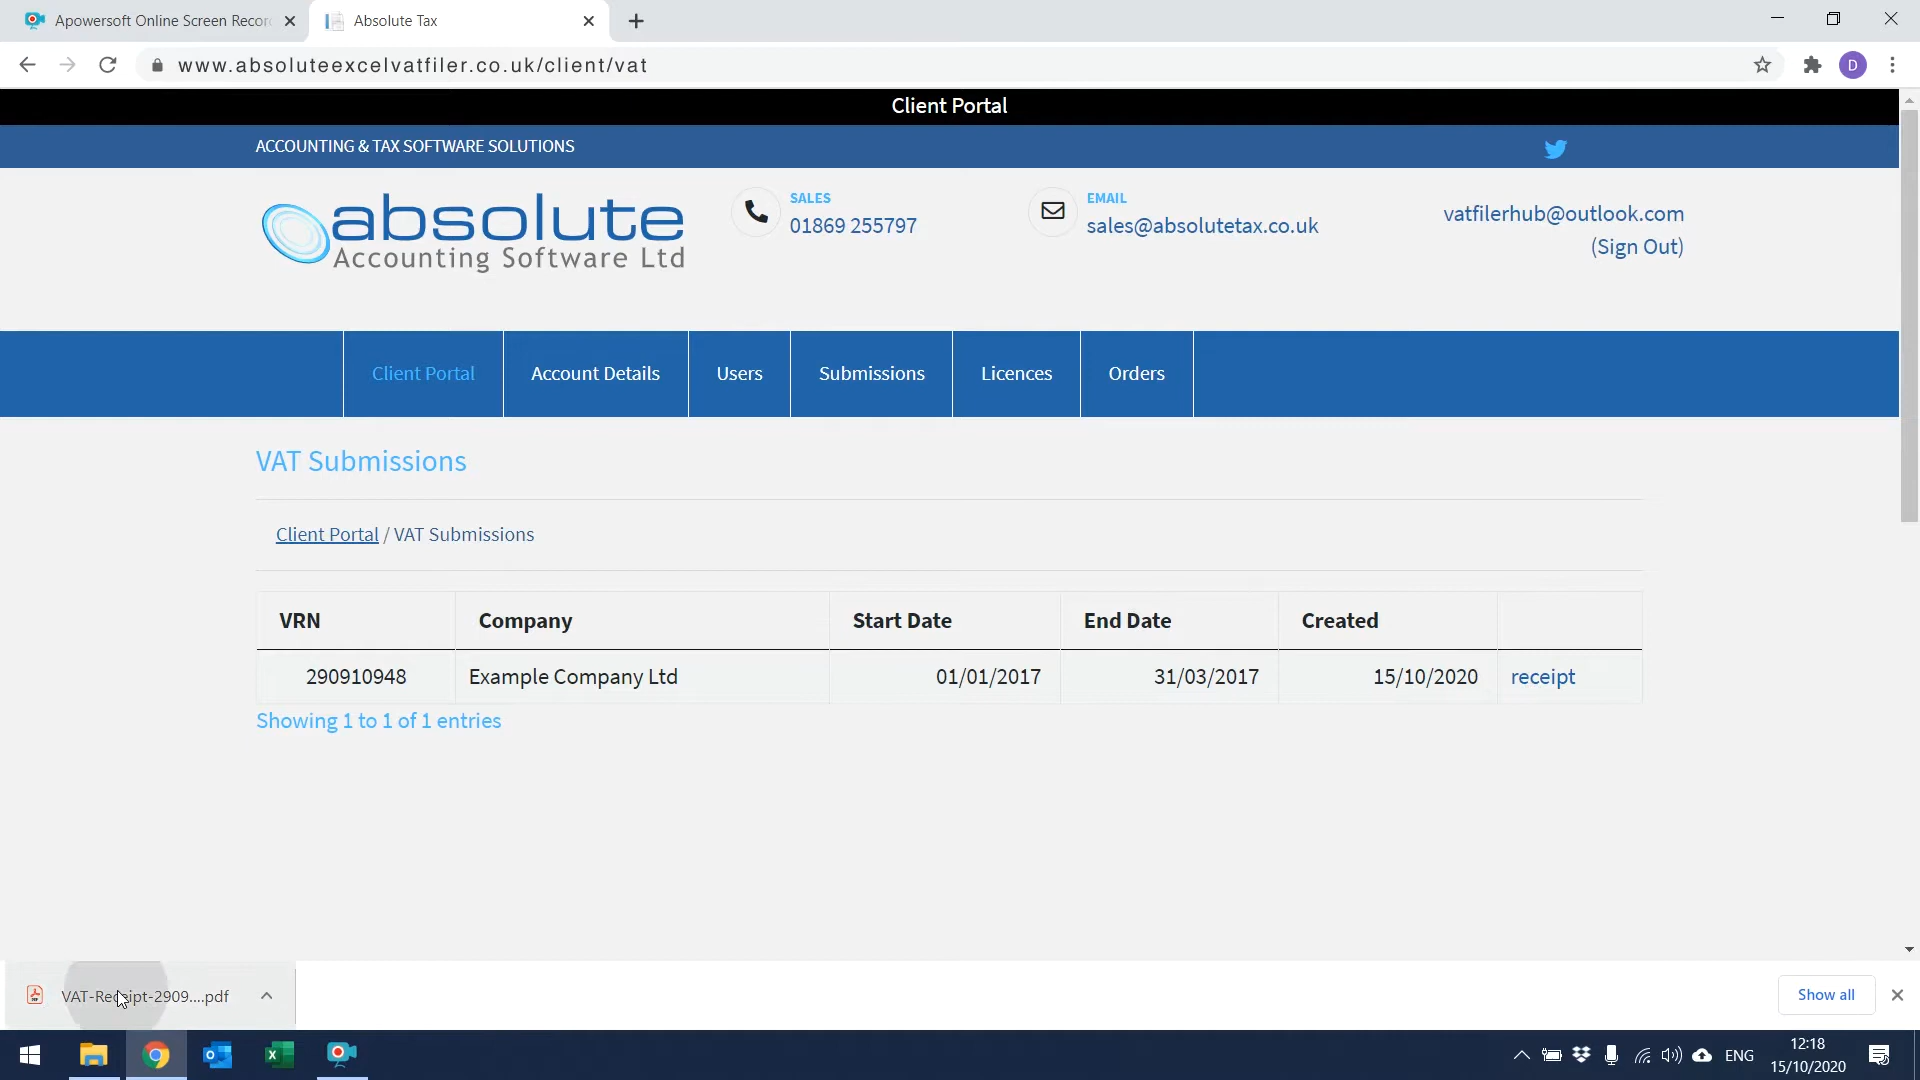 Apowersoft Online Screen Recor
Absolute Tax
www.absoluteexcelvatfiler.co.uk/client/vat
D
Client Portal
ACCOUNTING & TAX SOFTWARE SOLUTIONS
absolute
Accounting Software Ltd
SALES
01869 255797
EMAIL
sales@absolutetax.co.uk
vatfilerhub@outlook.com
(Sign Out)
Client Portal
Account Details
Users
Submissions
Licences
Orders
VAT Submissions
Client Portal / VAT Submissions
VRN Company Start Date End Date Created
290910948 Example Company Ltd 01/01/2017 31/03/2017 15/10/2020 receipt
Showing 1 to 1 of 1 entries
VAT-Receipt-2909....pdf
Show all
ENG
12:18
15/10/2020